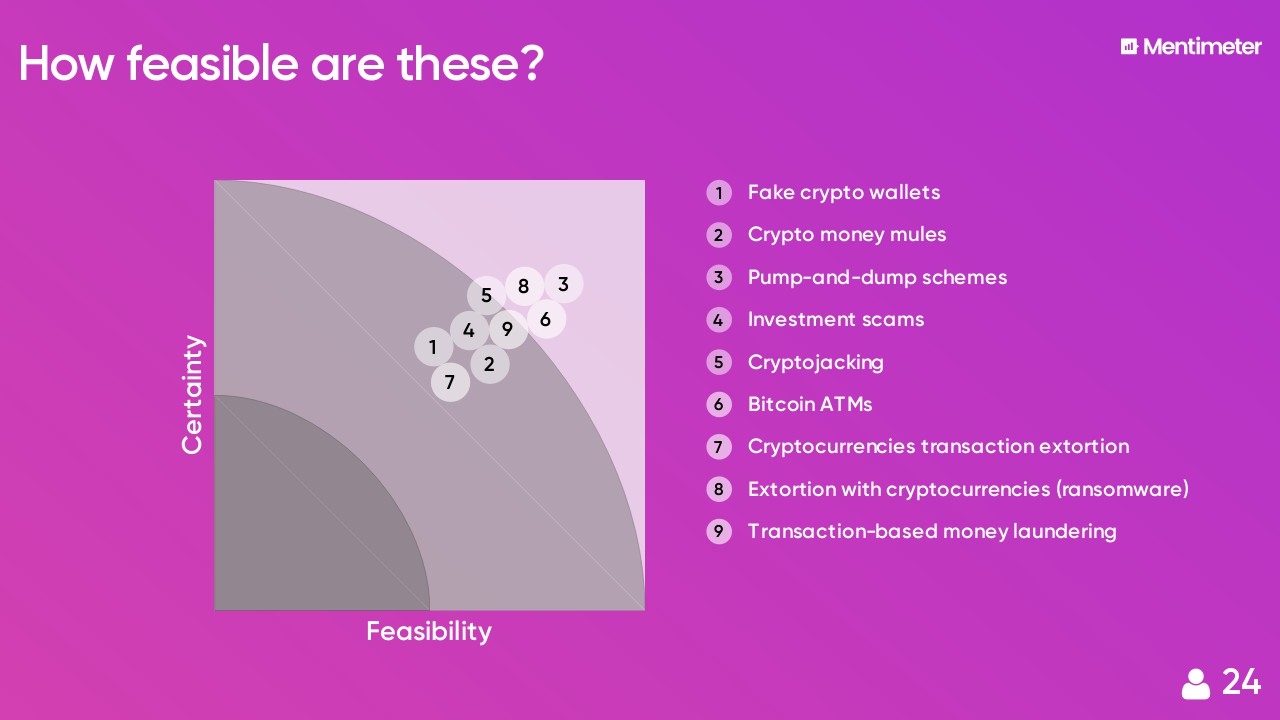 How feasible are these?
Mentimeter
Certainty
5
8
3
4
9
6
1
2
7
Feasibility
1 Fake crypto wallets
2 Crypto money mules
3 Pump-and-dump schemes
4 Investment scams
5 Cryptojacking
6 Bitcoin ATMs
7 Cryptocurrencies transaction extortion
8 Extortion with cryptocurrencies (ransomware)
9 Transaction-based money laundering
24